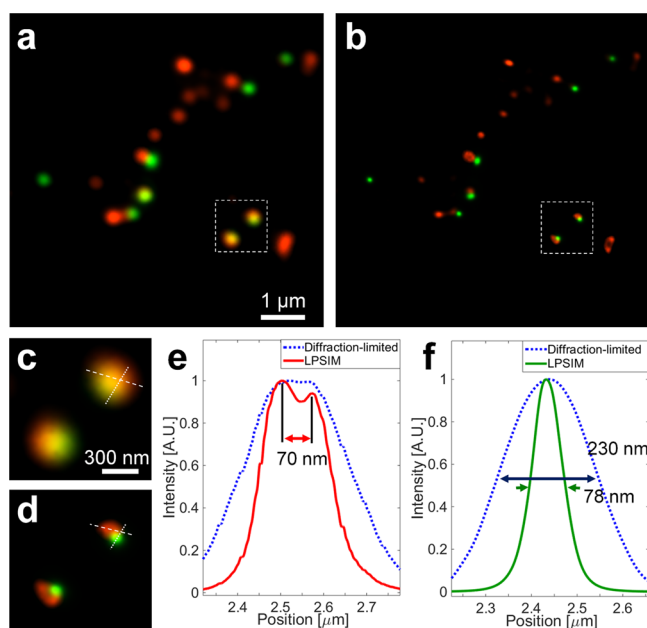 a
b
1 μm
c
300 nm
d
e
Diffraction-limited
LPSIM
1
0.8
0.6
0.4
0.2
0
Intensity [A.U.]
70 nm
2.4 2.5 2.6 2.7
Position [μm]
f
Diffraction-limited
LPSIM
1
0.8
0.6
0.4
0.2
0
Intensity [A.U.]
230 nm
78 nm
2.3 2.4 2.5 2.6
Position [μm]